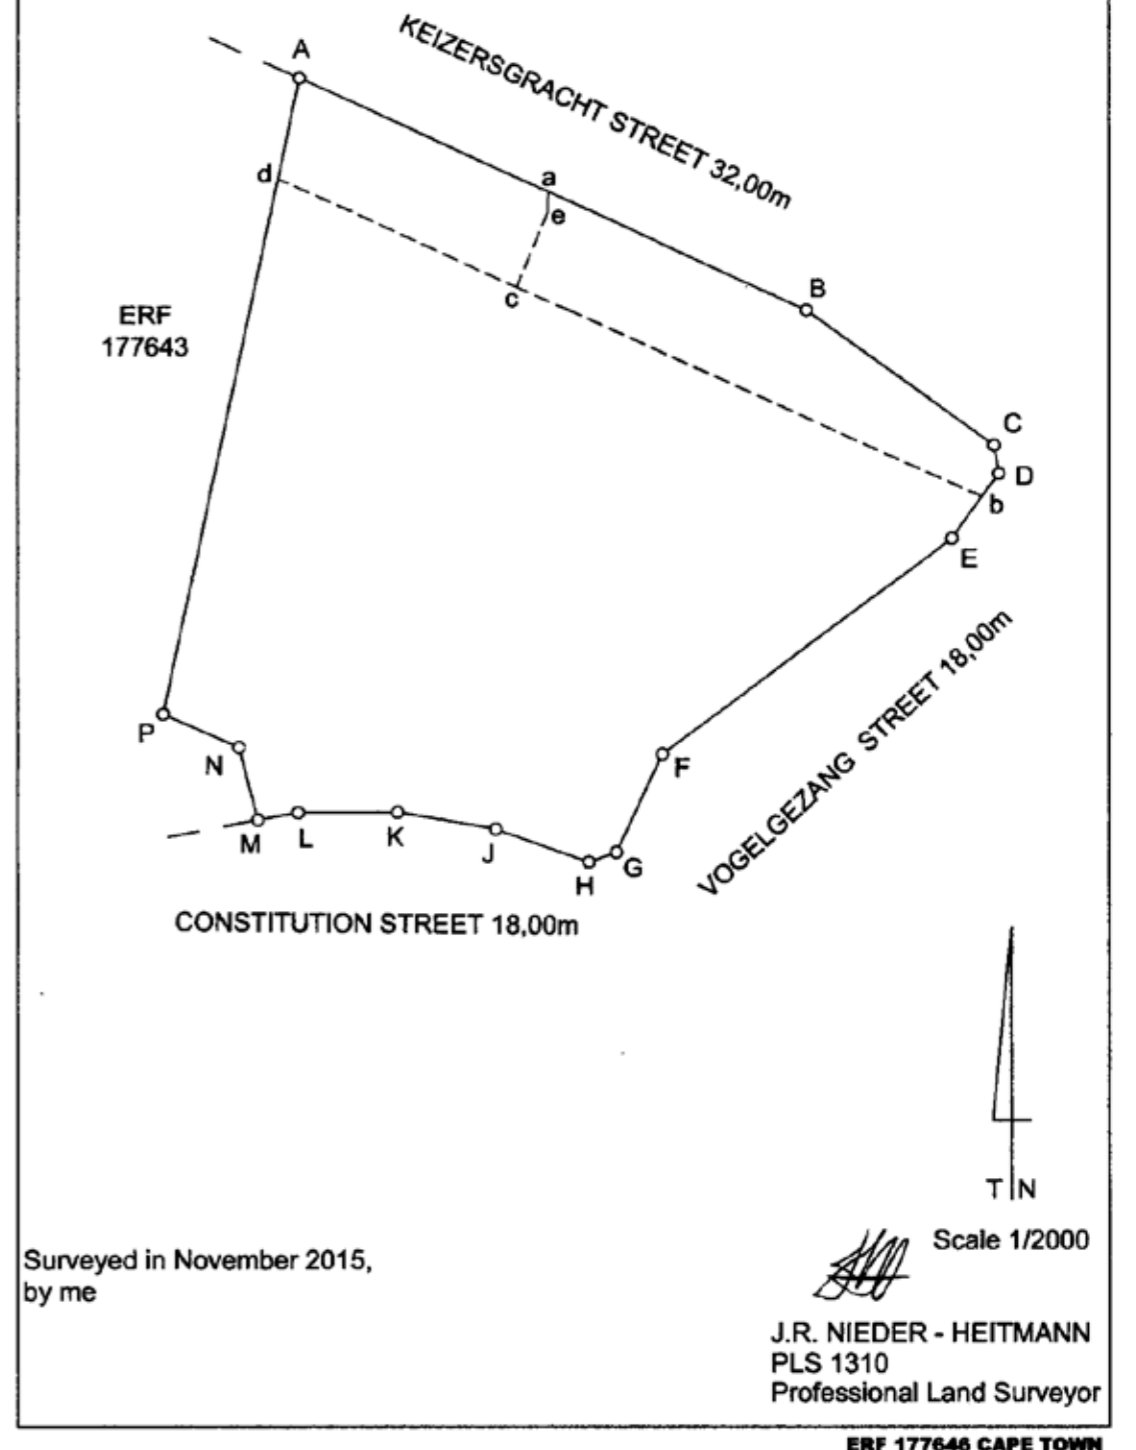 A
KEIZERSGRACHT STREET 32,00m
d
a
e
c
B
ERF
177643
C
D
b
E
P
N
F
VOGELGEZANG STREET 18,00m
M
L
K
J
H
G
CONSTITUTION STREET 18,00m
T N
Scale 1/2000
Surveyed in November 2015,
by me
J.R. NIEDER - HEITMANN
PLS 1310
Professional Land Surveyor
ERF 177646 CAPE TOWN